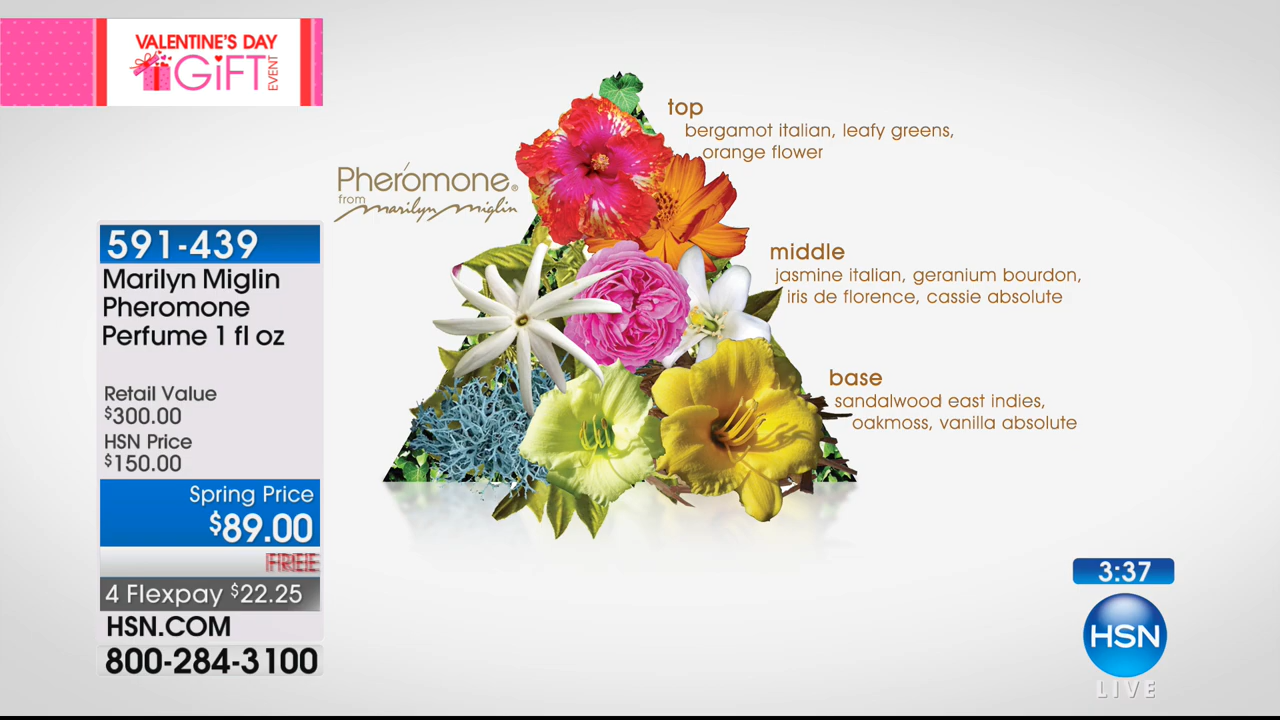 VALENTINE'S DAY
GiFT
EVENT
top
bergamot italian, leafy greens,
orange flower
Pheromone®
from
marilyn miglin
middle
jasmine italian, geranium bourdon,
iris de florence, cassie absolute
base
sandalwood east indies,
oakmoss, vanilla absolute
591-439
Marilyn Miglin
Pheromone
Perfume 1 fl oz
Retail Value
$300.00
HSN Price
$150.00
Spring Price
$89.00
FREE
4 Flexpay $22.25
HSN.COM
800-284-3100
3:37
HSN
LIVE